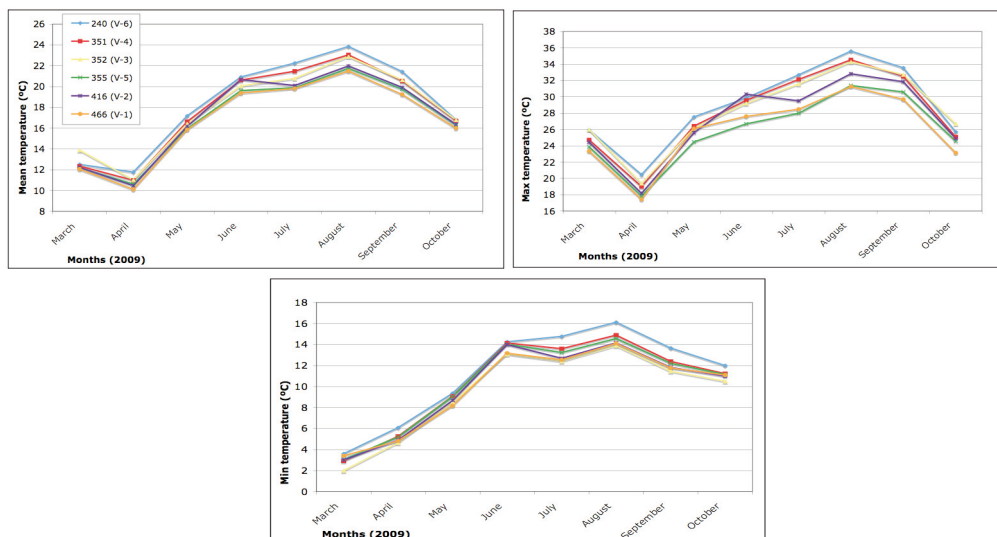 26
24
22
20
18
16
14
12
10
8
Mean temperature (ºC)
240 (V-6)
351 (V-4)
352 (V-3)
355 (V-5)
416 (V-2)
466 (V-1)
March
April
May
June
July
August
September
October
Months (2009)
38
36
34
32
30
28
26
24
22
20
18
16
Max temperature (ºC)
March
April
May
June
July
August
September
October
Months (2009)
18
16
14
12
10
8
6
4
2
0
Min temperature (ºC)
March
April
May
June
July
August
September
October
Months (2009)